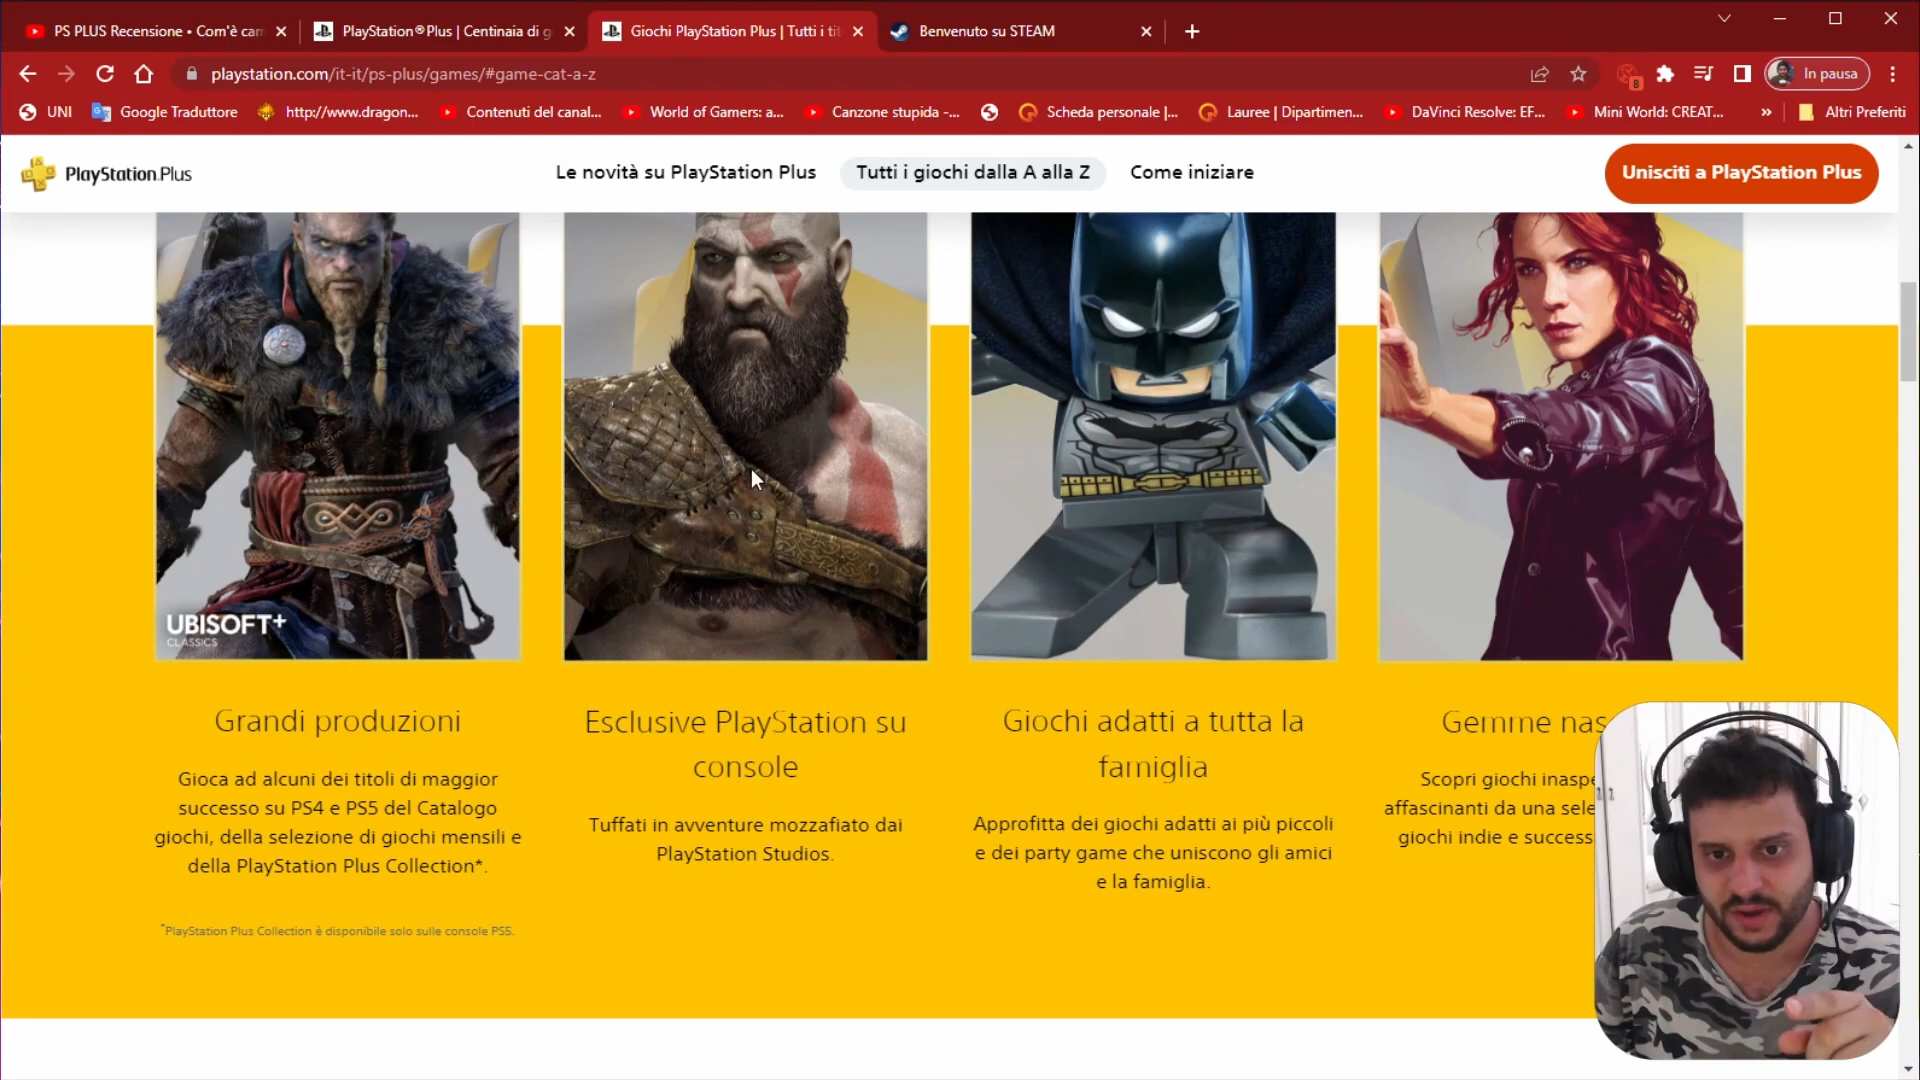 PS PLUS Recensione • Com'è can
PlayStation®Plus | Centinaia di g
Giochi PlayStation Plus | Tutti i tit
Benvenuto su STEAM
playstation.com/it-it/ps-plus/games/#game-cat-a-z
8
In pausa
UNI
Google Traduttore
http://www.dragon...
Contenuti del canal...
World of Gamers: a...
Canzone stupida -...
Scheda personale |...
Lauree | Dipartimen...
DaVinci Resolve: EF...
Mini World: CREAT...
»
Altri Preferiti
PlayStation.Plus
Le novità su PlayStation Plus
Tutti i giochi dalla A alla Z
Come iniziare
Unisciti a PlayStation Plus
UBISOFT+
CLASSICS
Grandi produzioni
Gioca ad alcuni dei titoli di maggior
successo su PS4 e PS5 del Catalogo
giochi, della selezione di giochi mensili e
della PlayStation Plus Collection*.
*PlayStation Plus Collection è disponibile solo sulle console PS5.
Esclusive PlayStation su
console
Tuffati in avventure mozzafiato dai
PlayStation Studios.
Giochi adatti a tutta la
famiglia
Approfitta dei giochi adatti ai più piccoli
e dei party game che uniscono gli amici
e la famiglia.
Gemme nas
Scopri giochi inaspe
affascinanti da una sele
giochi indie e success